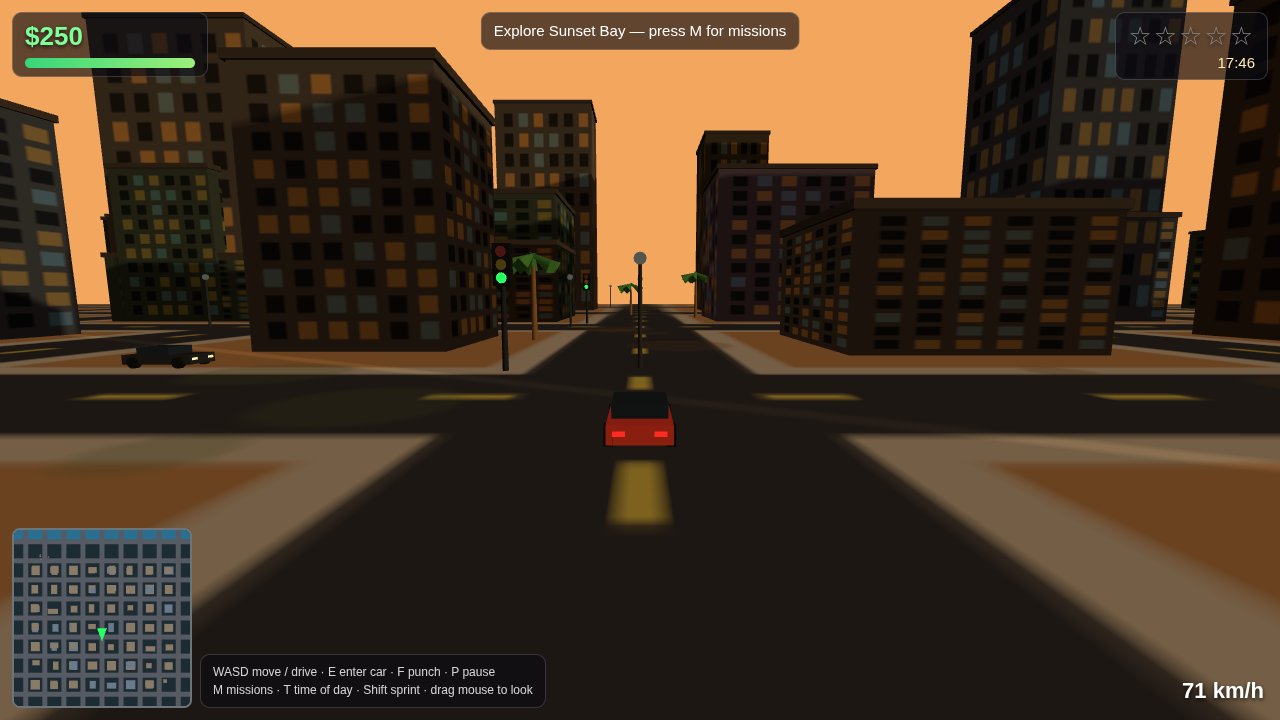 $250
Explore Sunset Bay — press M for missions
☆☆☆☆☆
17:46
WASD move / drive · E enter car · F punch · P pause
M missions · T time of day · Shift sprint · drag mouse to look
71 km/h